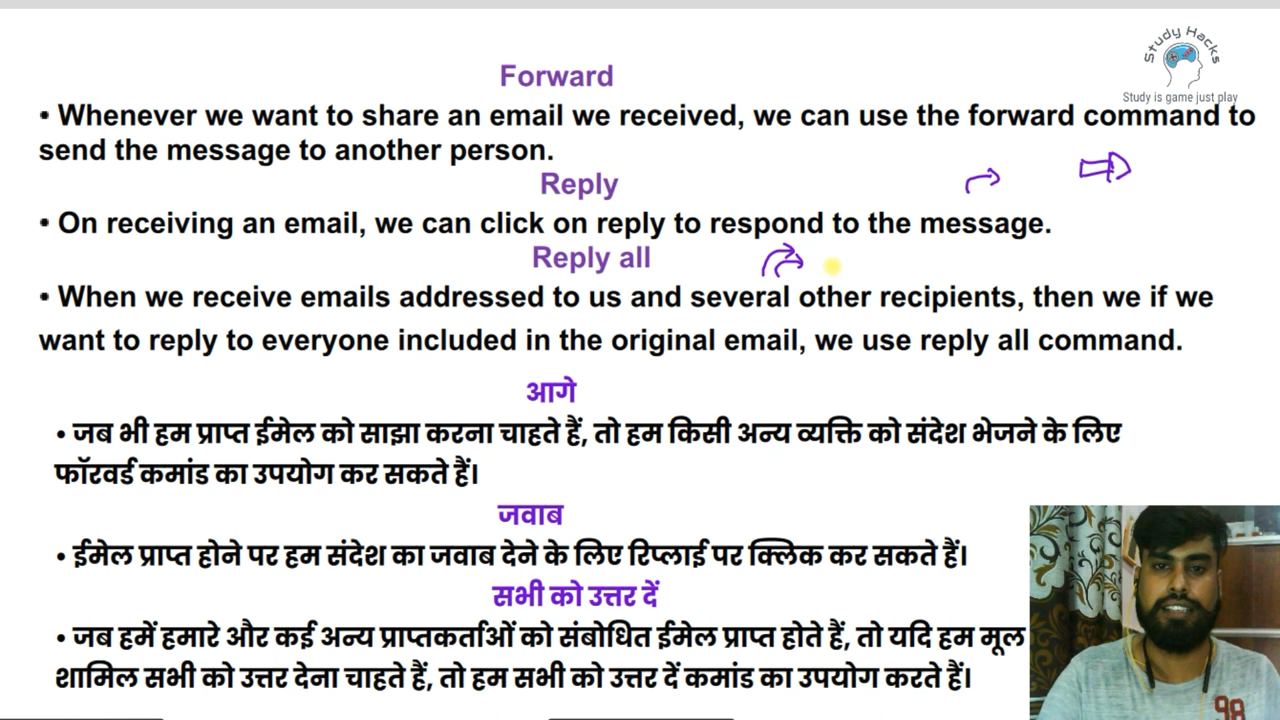 Study Hacks
Study is game just play
Forward
• Whenever we want to share an email we received, we can use the forward command to
send the message to another person.
Reply
• On receiving an email, we can click on reply to respond to the message.
Reply all
• When we receive emails addressed to us and several other recipients, then we if we
want to reply to everyone included in the original email, we use reply all command.
आगे
• जब भी हम प्राप्त ईमेल को साझा करना चाहते हैं, तो हम किसी अन्य व्यक्ति को संदेश भेजने के लिए
फॉरवर्ड कमांड का उपयोग कर सकते हैं।
जवाब
• ईमेल प्राप्त होने पर हम संदेश का जवाब देने के लिए रिप्लाई पर क्लिक कर सकते हैं।
सभी को उत्तर दें
• जब हमें हमारे और कई अन्य प्राप्तकर्ताओं को संबोधित ईमेल प्राप्त होते हैं, तो यदि हम मूल
शामिल सभी को उत्तर देना चाहते हैं, तो हम सभी को उत्तर दें कमांड का उपयोग करते हैं।
98